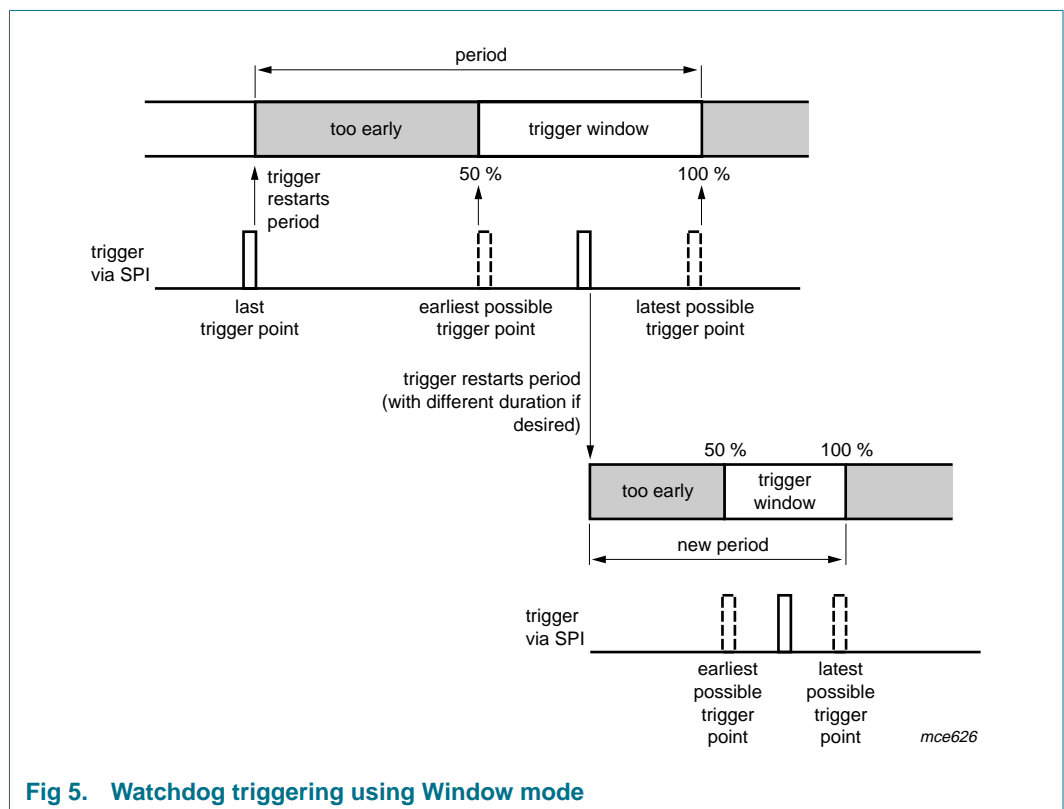 period
too early
trigger window
trigger
restarts
period
50 %
100 %
trigger
via SPI
last
trigger point
earliest possible
trigger point
latest possible
trigger point
trigger restarts period
(with different duration if
desired)
50 %
100 %
too early
trigger
window
new period
trigger
via SPI
earliest
possible
trigger
point
latest
possible
trigger
point
mce626
Fig 5. Watchdog triggering using Window mode